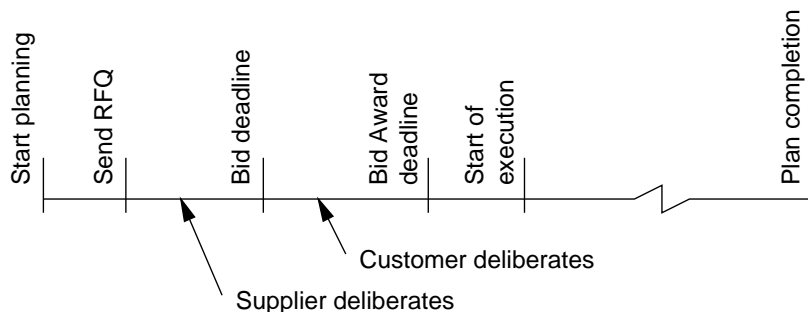 Start planning
Send RFQ
Bid deadline
Bid Award
deadline
Start of
execution
Plan completion
Customer deliberates
Supplier deliberates